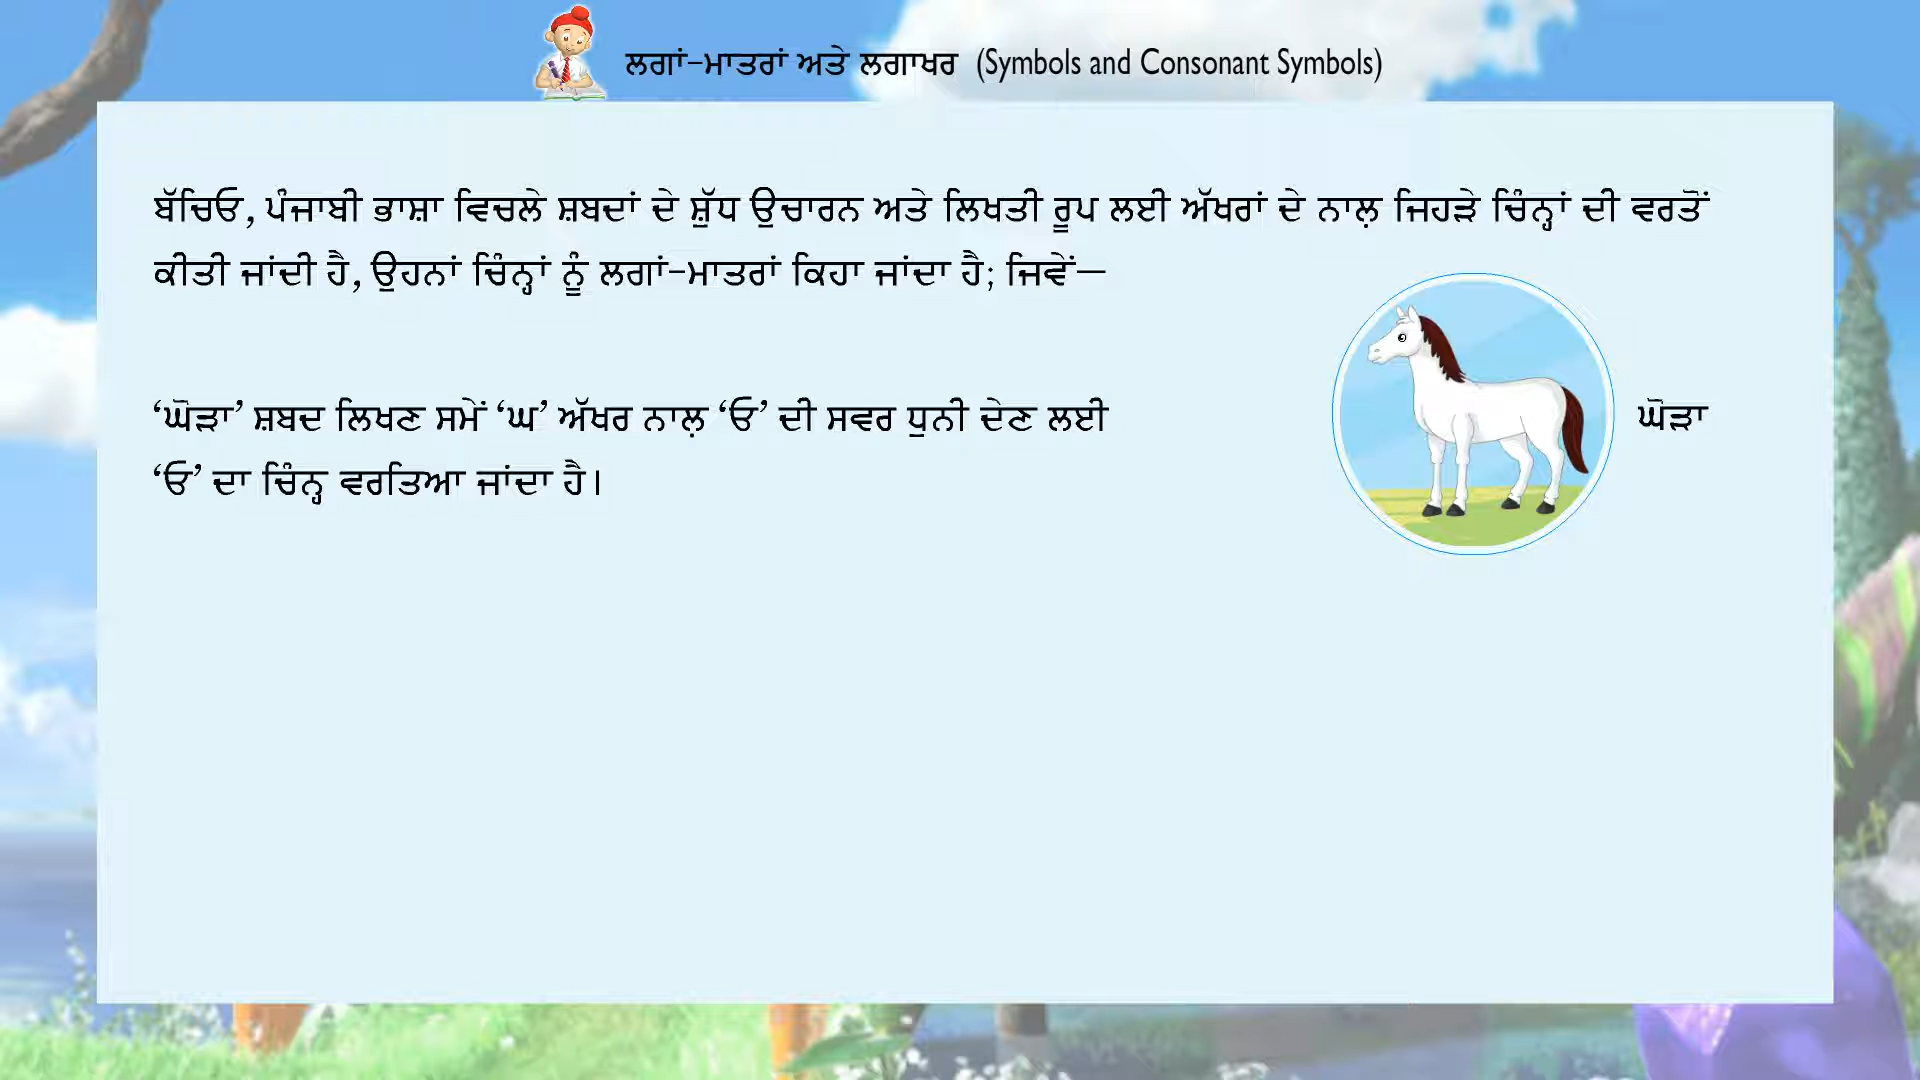 ਲਗਾਂ-ਮਾਤਰਾਂ ਅਤੇ ਲਗਾਖਰ (Symbols and Consonant Symbols)
ਬੱਚਿਓ, ਪੰਜਾਬੀ ਭਾਸ਼ਾ ਵਿਚਲੇ ਸ਼ਬਦਾਂ ਦੇ ਸ਼ੁੱਧ ਉਚਾਰਨ ਅਤੇ ਲਿਖਤੀ ਰੂਪ ਲਈ ਅੱਖਰਾਂ ਦੇ ਨਾਲ਼ ਜਿਹੜੇ ਚਿੰਨ੍ਹਾਂ ਦੀ ਵਰਤੋਂ
ਕੀਤੀ ਜਾਂਦੀ ਹੈ, ਉਹਨਾਂ ਚਿੰਨ੍ਹਾਂ ਨੂੰ ਲਗਾਂ-ਮਾਤਰਾਂ ਕਿਹਾ ਜਾਂਦਾ ਹੈ; ਜਿਵੇਂ—
‘ਘੋੜਾ’ ਸ਼ਬਦ ਲਿਖਣ ਸਮੇਂ ‘ਘ’ ਅੱਖਰ ਨਾਲ਼ ‘ਓ’ ਦੀ ਸਵਰ ਧੁਨੀ ਦੇਣ ਲਈ
‘ਓ’ ਦਾ ਚਿੰਨ੍ਹ ਵਰਤਿਆ ਜਾਂਦਾ ਹੈ।
ਘੋੜਾ